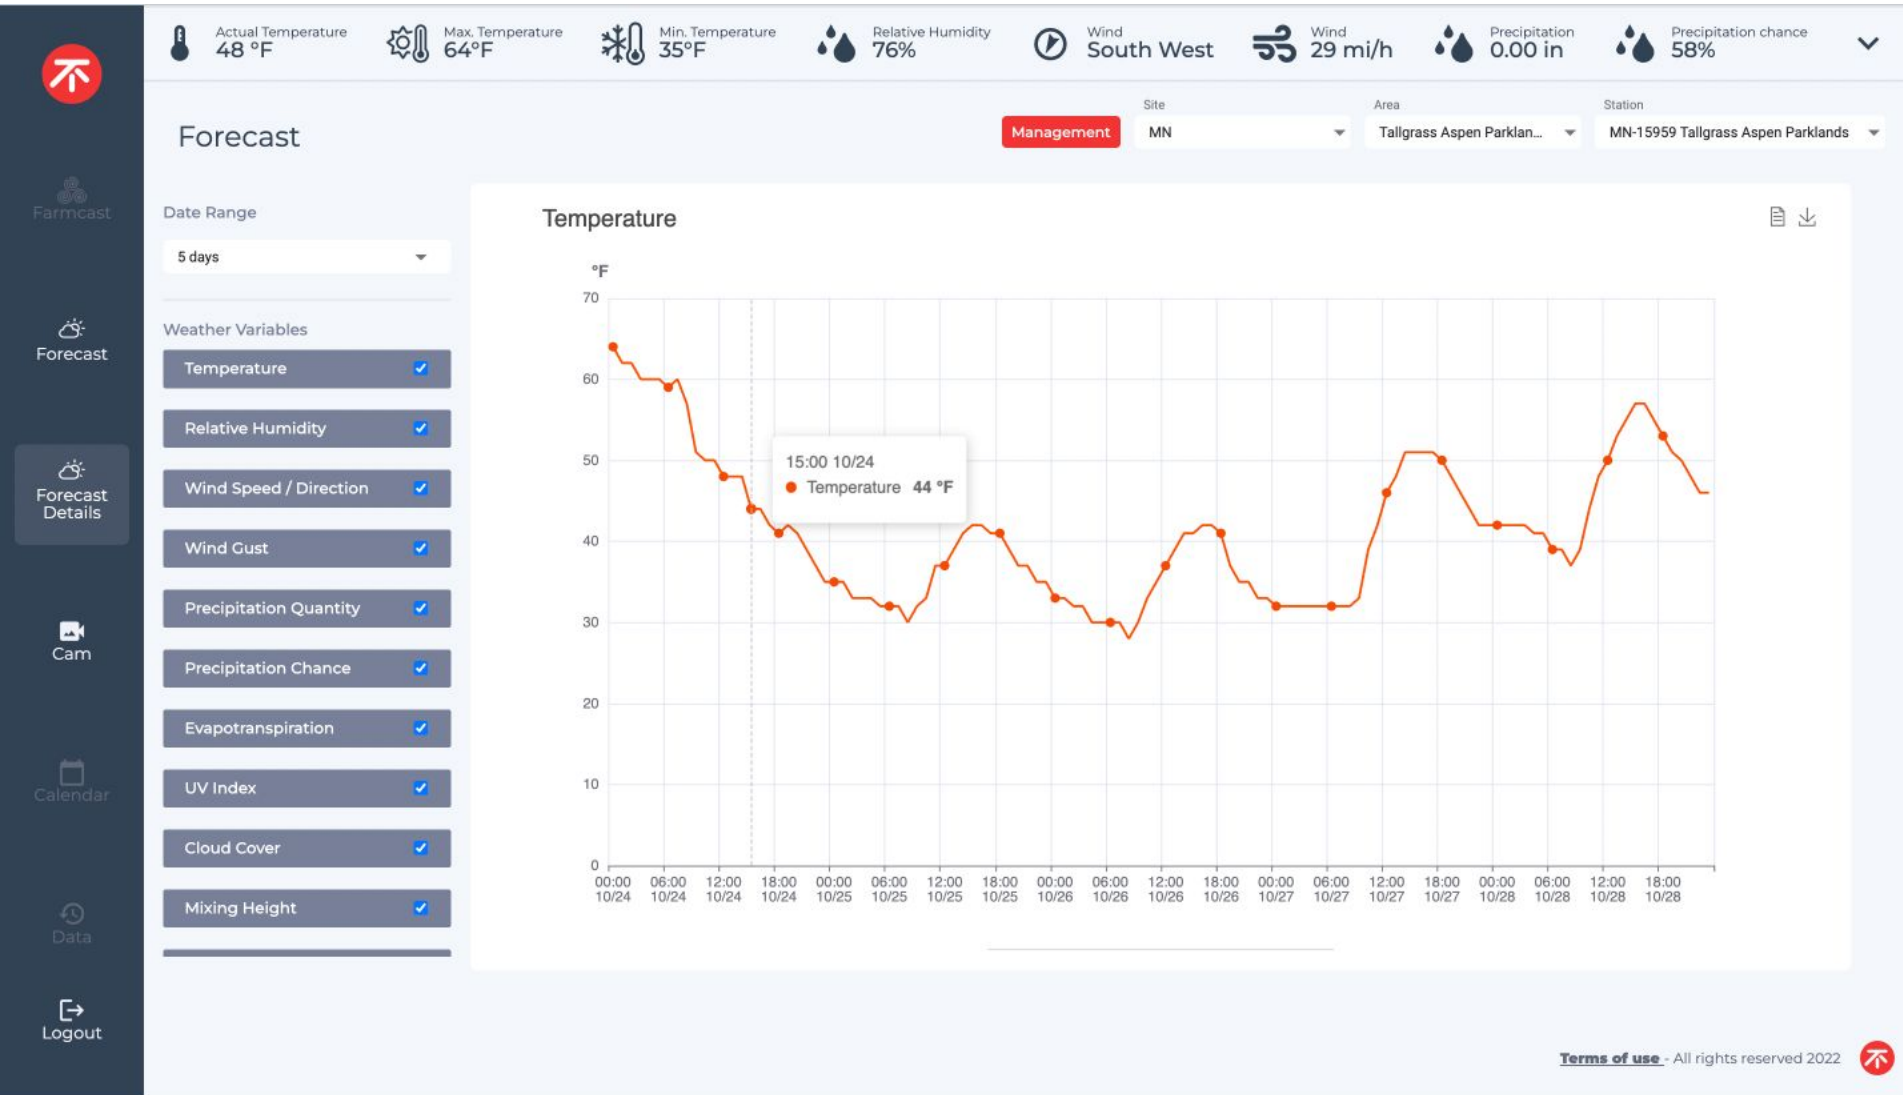 Actual Temperature
48 °F
Max. Temperature
64°F
Min. Temperature
35°F
Relative Humidity
76%
Wind
South West
Wind
29 mi/h
Precipitation
0.00 in
Precipitation chance
58%
Farmcast
Forecast
Forecast
Details
Cam
Calendar
Data
Logout
Forecast
Management
Site
MN
Area
Tallgrass Aspen Parklan...
Station
MN-15959 Tallgrass Aspen Parklands
Date Range
5 days
Weather Variables
Temperature
Relative Humidity
Wind Speed / Direction
Wind Gust
Precipitation Quantity
Precipitation Chance
Evapotranspiration
UV Index
Cloud Cover
Mixing Height
Temperature
°F
70
60
50
40
30
20
10
0
15:00 10/24
Temperature 44 °F
00:00 06:00 12:00 18:00 00:00 06:00 12:00 18:00 00:00 06:00 12:00 18:00 00:00 06:00 12:00 18:00 00:00 06:00 12:00 18:00
10/24 10/24 10/24 10/24 10/25 10/25 10/25 10/25 10/26 10/26 10/26 10/26 10/27 10/27 10/27 10/27 10/28 10/28 10/28 10/28
Terms of use - All rights reserved 2022